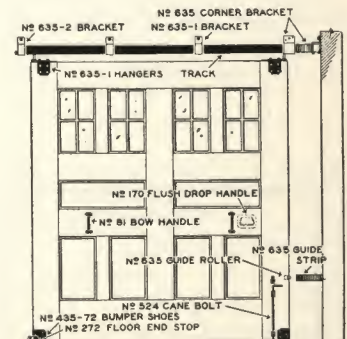 Nº 635 CORNER BRACKET
Nº 635-2 BRACKET
Nº 635-1 BRACKET
Nº 635-1 HANGERS
TRACK
Nº 170 FLUSH DROP HANDLE
Nº 81 BOW HANDLE
Nº 635 GUIDE
STRIP
Nº 635 GUIDE ROLLER
Nº 524 CANE BOLT
Nº 435-72 BUMPER SHOES
Nº 272 FLOOR END STOP